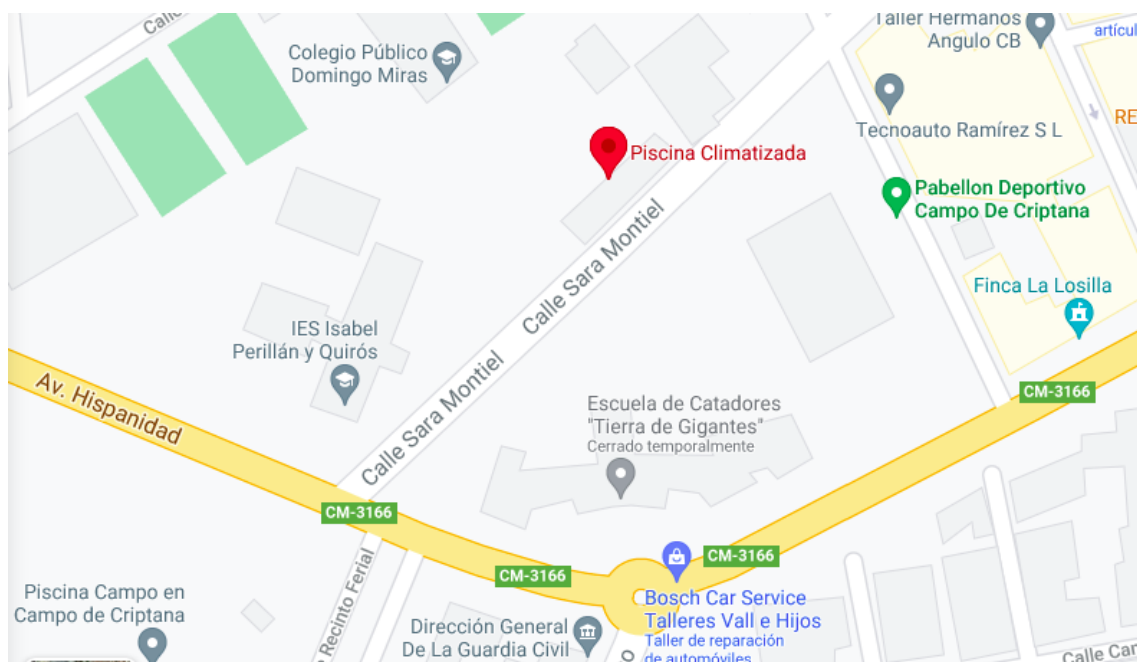 Calle
Taller Hermanos
Angulo CB
artícul
Colegio Público
Domingo Miras
RE
Tecnoauto Ramírez S L
Piscina Climatizada
Pabellon Deportivo
Campo De Criptana
Calle Sara Montiel
Finca La Losilla
IES Isabel
Perillán y Quirós
Calle Sara Montiel
Av. Hispanidad
CM-3166
Escuela de Catadores
"Tierra de Gigantes"
Cerrado temporalmente
CM-3166
CM-3166
CM-3166
Recinto Ferial
Piscina Campo en
Campo de Criptana
Bosch Car Service
Talleres Vall e Hijos
Taller de reparación
de automóviles
Dirección General
De La Guardia Civil
Calle Car